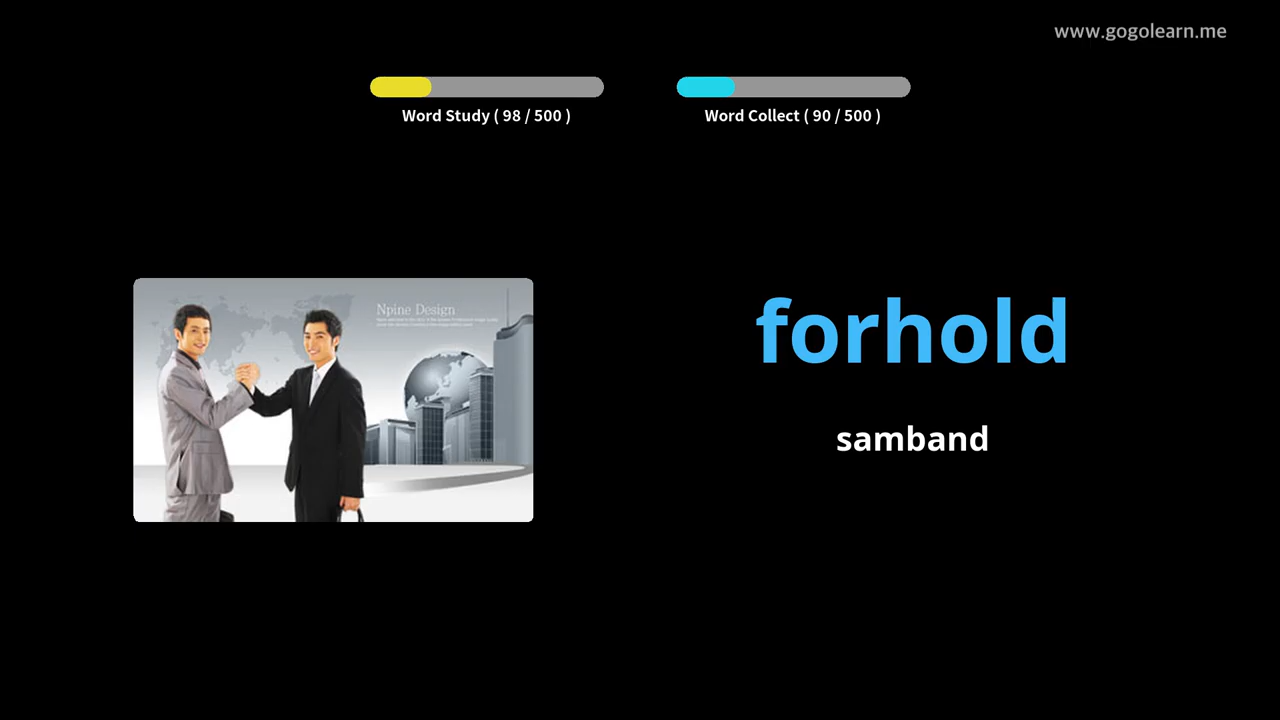 www.gogolearn.me
Word Study ( 98 / 500 )
Word Collect ( 90 / 500 )
Npine Design
forhold
samband